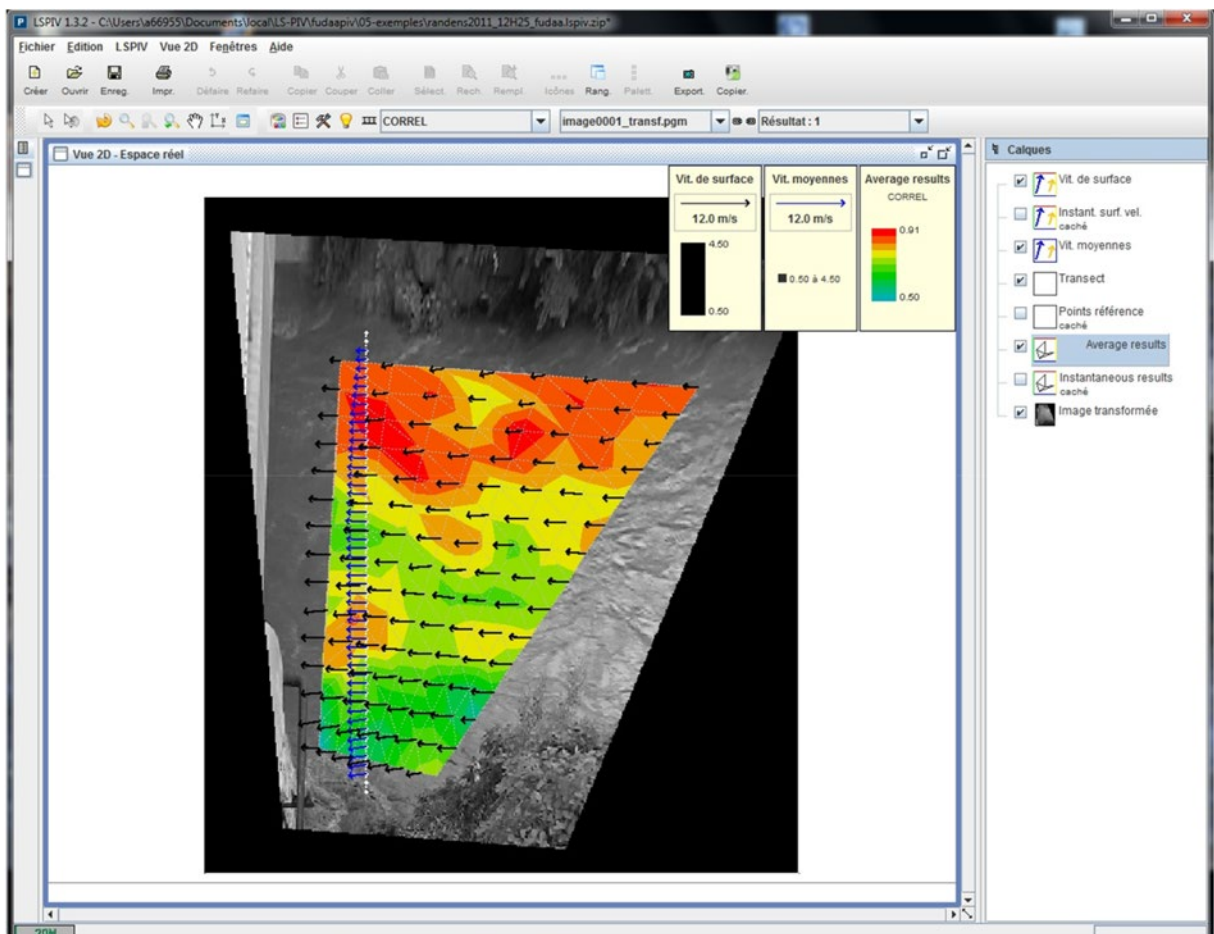 LSPIV 1.3.2 - C:\Users\a66955\Documents\local\LS-PIV\fudaapiv\05-exemples\randens2011_12H25_fudaa.lspiv.zip*
Fichier Edition LSPIV Vue 2D Fenêtres Aide
Créer Ouvrir Enreg. Impr. Défaire Refaire Copier Couper Coller Sélect. Rech. Rempl. Icônes Rang. Palett. Export. Copier.
CORREL image0001_transf.pgm Résultat : 1
Vue 2D - Espace réel
Calques
Vit. de surface
12.0 m/s
4.50
0.50
Vit. moyennes
12.0 m/s
0.50 à 4.50
Average results
CORREL
0.91
0.50
Vit. de surface
Instant. surf. vel.
caché
Vit. moyennes
Transect
Points référence
caché
Average results
Instantaneous results
caché
Image transformée